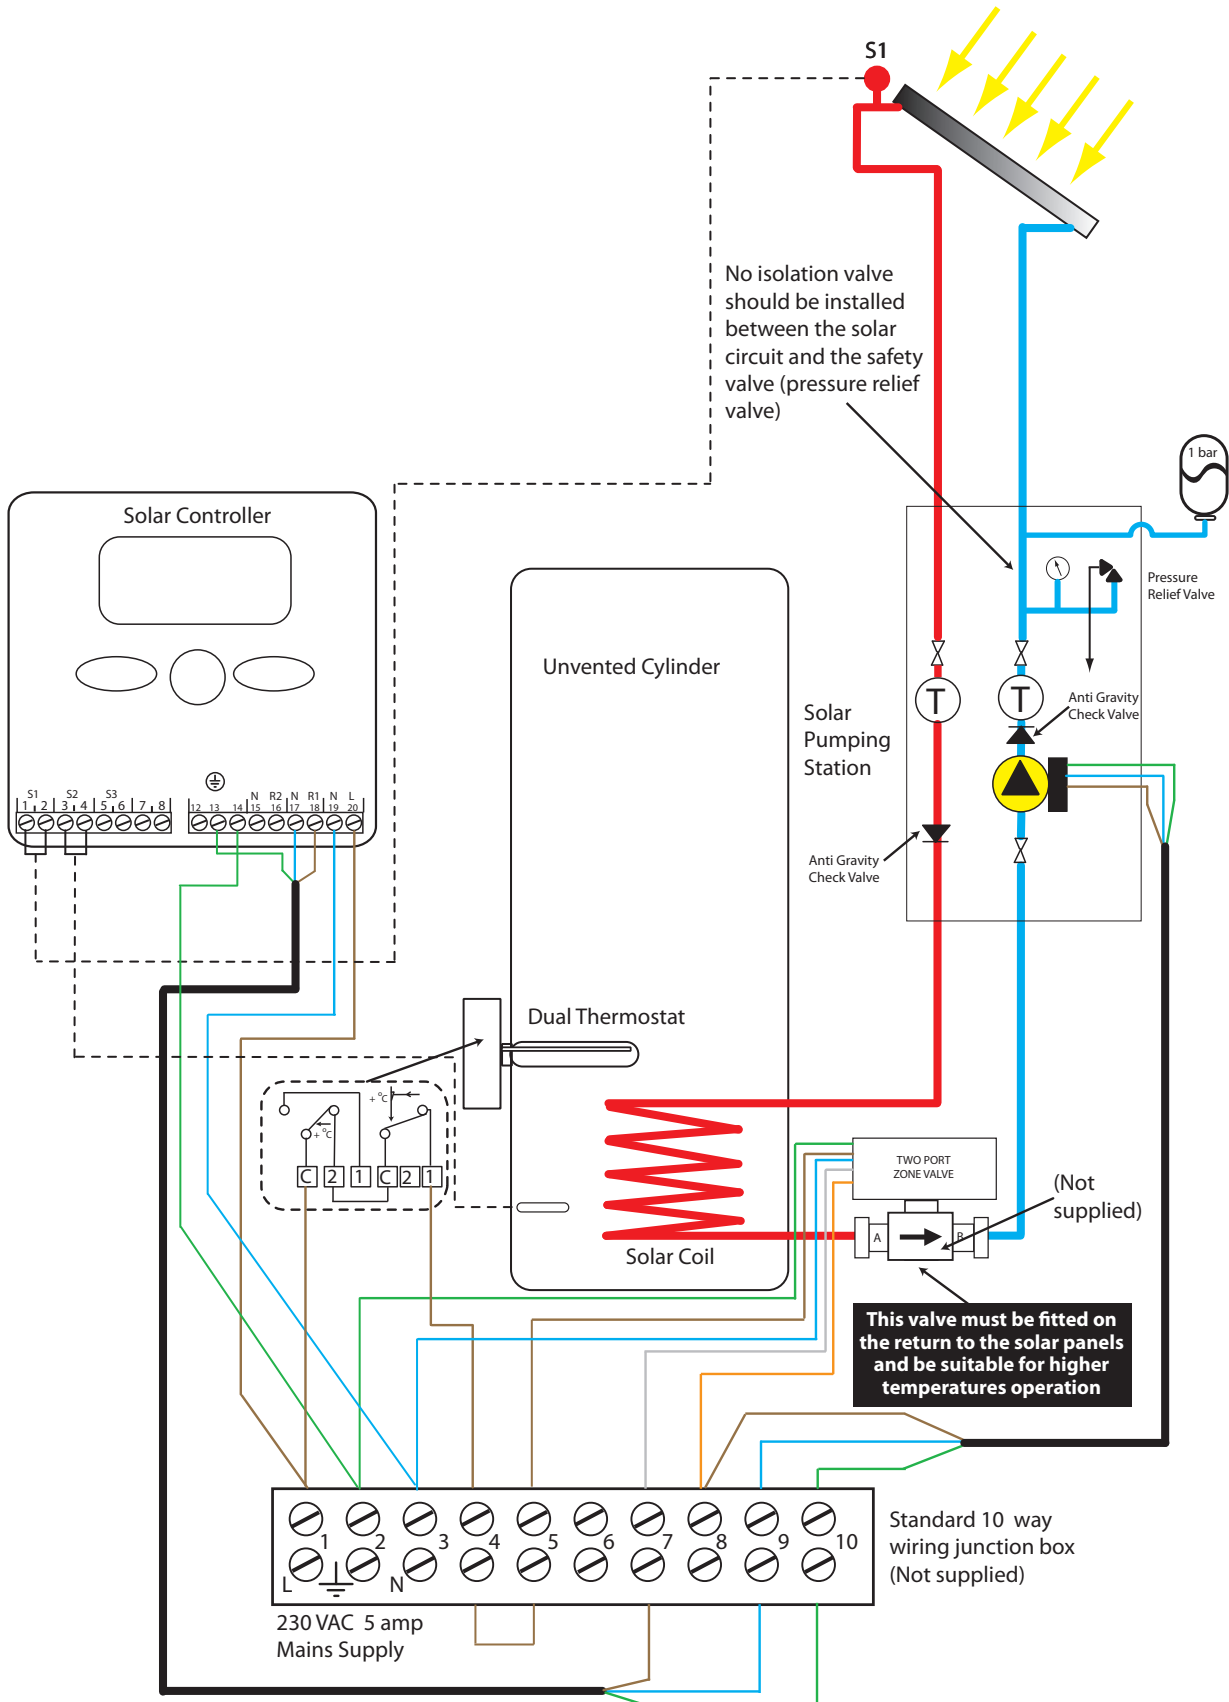 S1
No isolation valve
should be installed
between the solar
circuit and the safety
valve (pressure relief
valve)
1 bar
Solar Controller
Pressure
Relief Valve
Unvented Cylinder
T
T
Anti Gravity
Check Valve
Solar
Pumping
Station
S1 S2 S3
1 2 3 4 5 6 7 8
N R2 N R1 N L
12 13 14 15 16 17 18 19 20
Anti Gravity
Check Valve
Dual Thermostat
+ °C
+ °C
C 2 1 C 2 1
TWO PORT
ZONE VALVE
(Not
supplied)
A
B
Solar Coil
This valve must be fitted on
the return to the solar panels
and be suitable for higher
temperatures operation
1 2 3 4 5 6 7 8 9 10
L N
Standard 10 way
wiring junction box
(Not supplied)
230 VAC 5 amp
Mains Supply